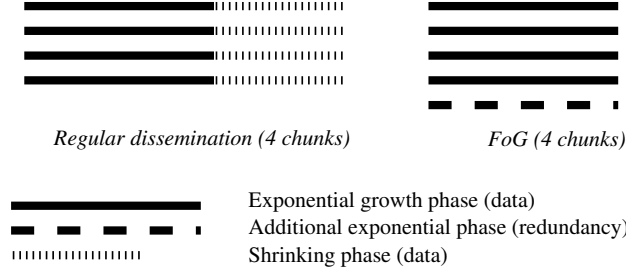 Regular dissemination (4 chunks)
FoG (4 chunks)
Exponential growth phase (data)
Additional exponential phase (redundancy)
Shrinking phase (data)